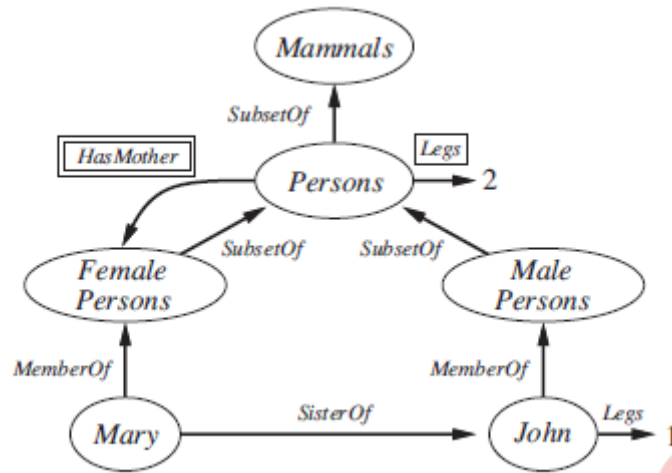 Mammals
SubsetOf
HasMother
Legs
Persons
2
SubsetOf
SubsetOf
Female
Persons
Male
Persons
MemberOf
MemberOf
SisterOf
Legs
Mary
John
1